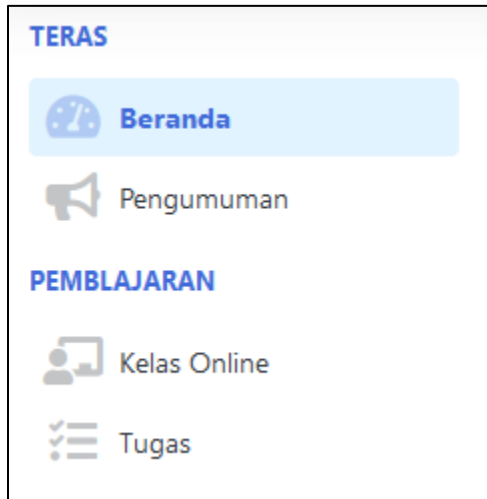 TERAS
Beranda
Pengumuman
PEMBLAJARAN
Kelas Online
Tugas